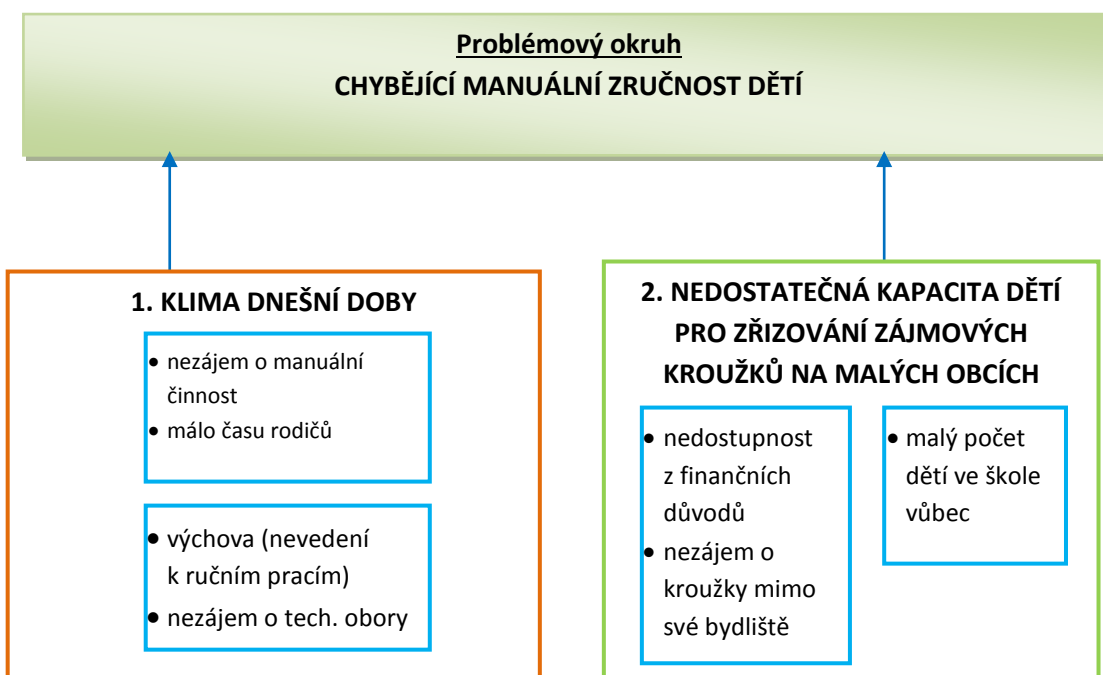 Problémový okruh
CHYBĚJÍCÍ MANUÁLNÍ ZRUČNOST DĚTÍ
1. KLIMA DNEŠNÍ DOBY
• nezájem o manuální
činnost
• málo času rodičů
• výchova (nevedení
k ručním pracím)
• nezájem o tech. obory
2. NEDOSTATEČNÁ KAPACITA DĚTÍ
PRO ZŘIZOVÁNÍ ZÁJMOVÝCH
KROUŽKŮ NA MALÝCH OBCÍCH
• nedostupnost
z finančních
důvodů
• nezájem o
kroužky mimo
své bydliště
• malý počet
dětí ve škole
vůbec